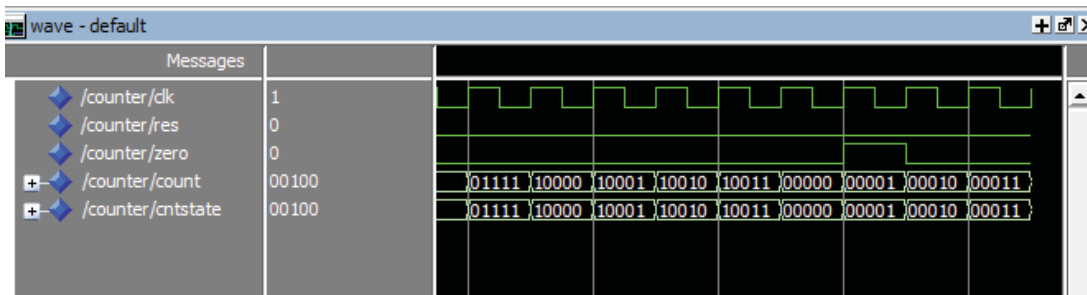 wave - default
Messages
/counter/clk 1
/counter/res 0
/counter/zero 0
/counter/count 00100 01111 10000 10001 10010 10011 00000 00001 00010 00011
/counter/cntstate 00100 01111 10000 10001 10010 10011 00000 00001 00010 00011